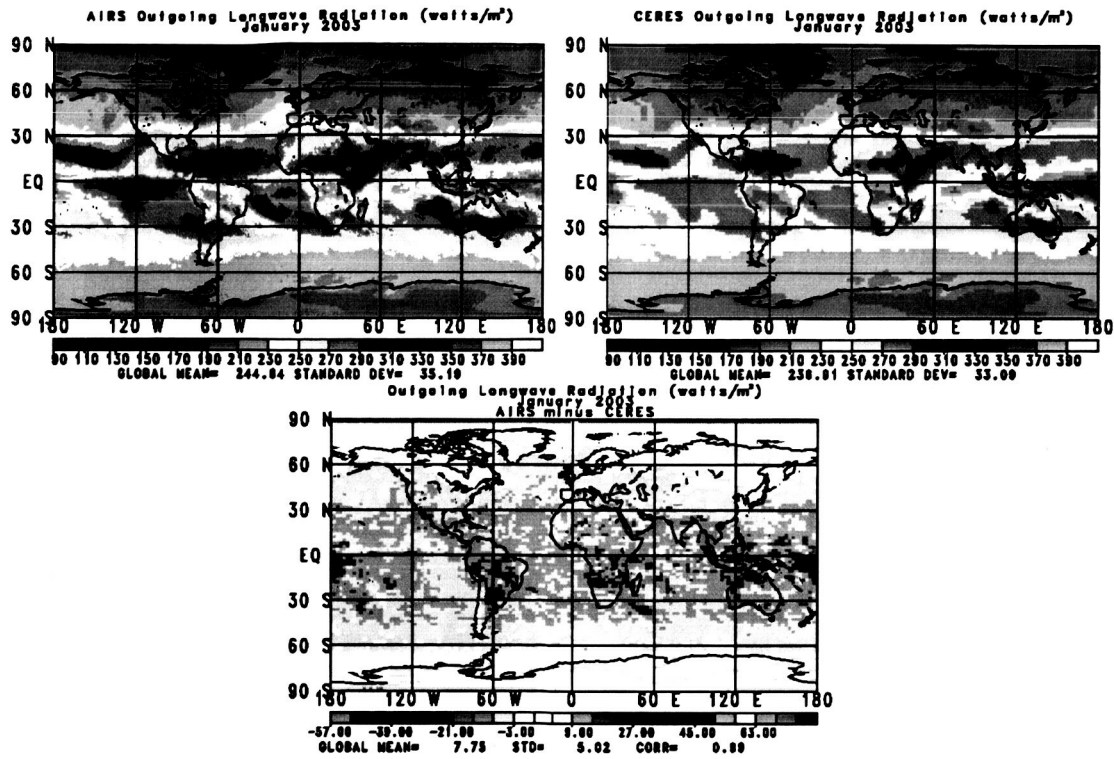 AIRS Outgoing Longwave Radiation (watts/m²)
January 2003
90 N
60 N
30 N
EQ
30 S
60 S
90 S
180 120 W 60 W 0 60 E 120 E 180
90 110 130 150 170 190 210 230 250 270 290 310 330 350 370 390
GLOBAL MEAN= 244.64 STANDARD DEV= 35.19
CERES Outgoing Longwave Radiation (watts/m²)
January 2003
90 N
60 N
30 N
EQ
30 S
60 S
90 S
180 120 W 60 W 0 60 E 120 E 180
90 110 130 150 170 190 210 230 250 270 290 310 330 350 370 390
GLOBAL MEAN= STANDARD DEV= 33.09
Outgoing Longwave Radiation (watts/m²)
January 2003
AIRS minus CERES
90 N
60 N
30 N
EQ
30 S
60 S
90 S
180 120 W 60 W 0 60 E 120 E 180
-57.00 -39.00 -21.00 -3.00 9.00 27.00 45.00 63.00
GLOBAL MEAN= 7.75 STD= 5.02 CORR=